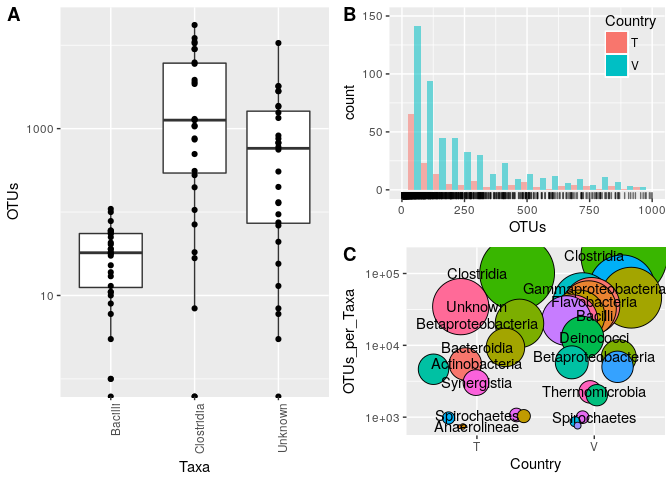 A
OTUs
1000
10
Bacilli
Clostridia
Unknown
Taxa
B
count
150
100
50
0
Country
T
V
0
250
500
750
1000
OTUs
C
OTUs_per_Taxa
1e+05
1e+04
1e+03
Clostridia
Clostridia
Gammaproteobacteria
Flavobacteria
Unknown
Bacilli
Betaproteobacteria
Deinococci
Bacteroidia
Betaproteobacteria
Actinobacteria
Synergistia
Thermomicrobia
Spirochaetes
Spirochaetes
Anaerolineae
T
V
Country